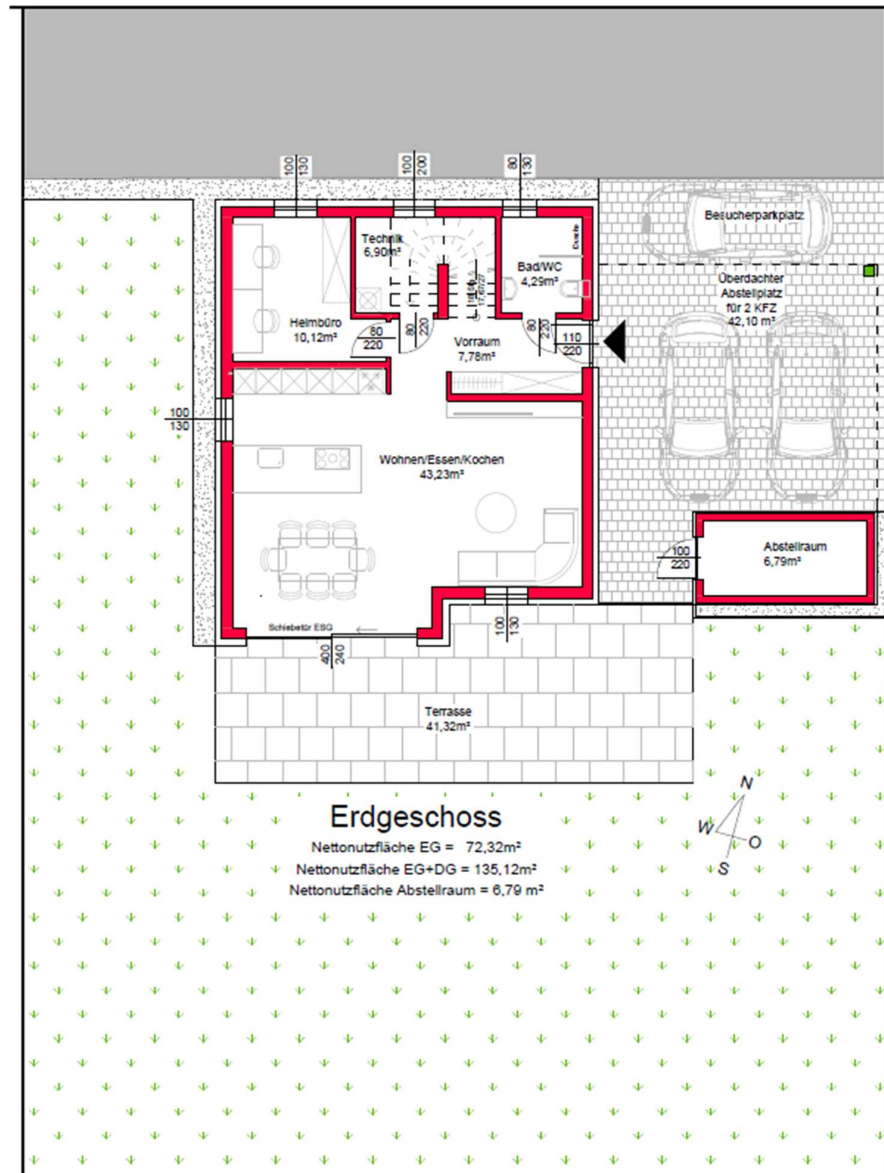 100
130
100
200
80
130
Besucherparkplatz
Technik
6,90m²
Dusche
Bad/WC
4,29m²
Überdachter
Abstellplatz
für 2 KFZ
42,10 m²
Heimbüro
10,12m²
80
220
80
220
Vorraum
7,78m²
80
220
110
220
100
130
Wohnen/Essen/Kochen
43,23m²
100
220
Abstellraum
6,79m²
Schiebetür ESG
400
240
100
130
Terrasse
41,32m²
Erdgeschoss
Nettonutzfläche EG = 72,32m²
Nettonutzfläche EG+DG = 135,12m²
Nettonutzfläche Abstellraum = 6,79 m²
N
W
O
S